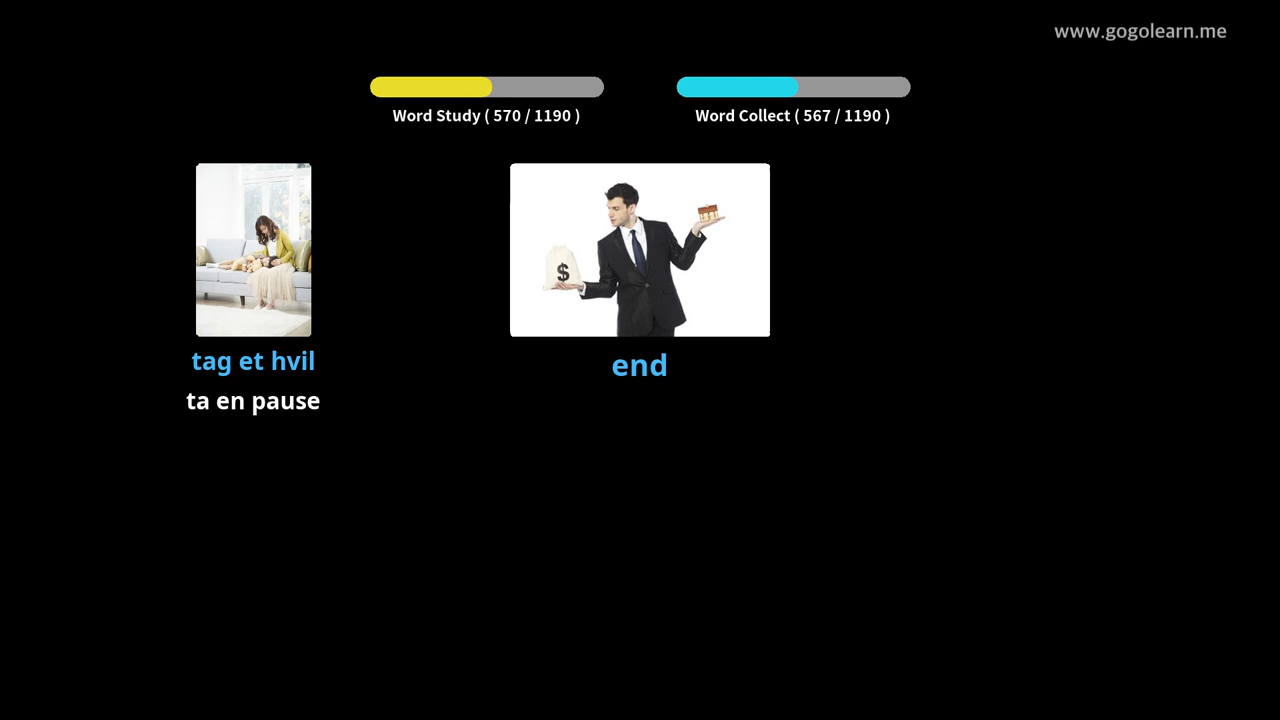 www.gogolearn.me
Word Study ( 570 / 1190 )
Word Collect ( 567 / 1190 )
$
tag et hvil
ta en pause
end